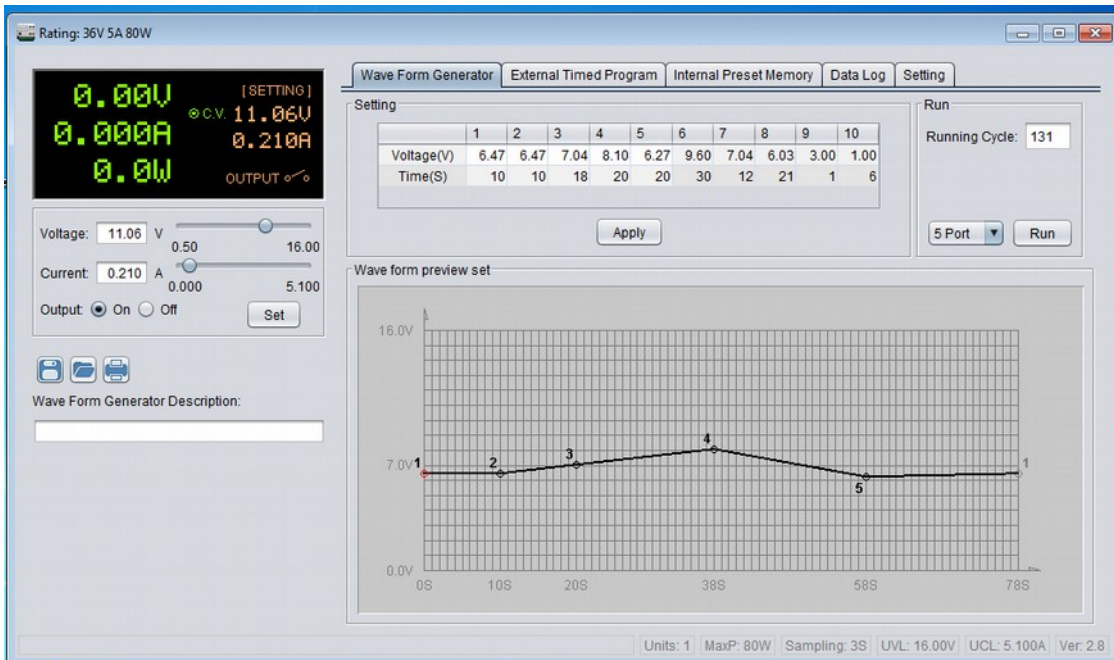 Rating: 36V 5A 80W
0.00V
[SETTING]
C.V. 11.06V
0.000A
0.210A
0.0W
OUTPUT
Voltage: 11.06 V
0.50 16.00
Current: 0.210 A
0.000 5.100
Output: On Off
Set
Wave Form Generator Description:
Wave Form Generator External Timed Program Internal Preset Memory Data Log Setting
Setting
1 2 3 4 5 6 7 8 9 10
Voltage(V) 6.47 6.47 7.04 8.10 6.27 9.60 7.04 6.03 3.00 1.00
Time(S) 10 10 18 20 20 30 12 21 1 6
Apply
Run
Running Cycle: 131
5 Port Run
Wave form preview set
16.0V
4
3
7.0V 1 2 1
5
0.0V
0S 10S 20S 38S 58S 78S
Units: 1 MaxP: 80W Sampling: 3S UVL: 16.00V UCL: 5.100A Ver: 2.8